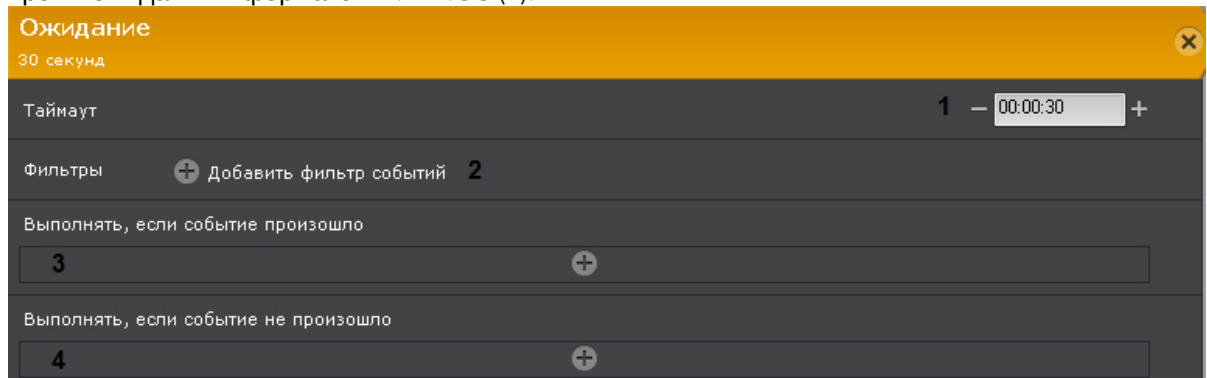 Ожидание
30 секунд
Таймаут 1 − 00:00:30 +
Фильтры + Добавить фильтр событий 2
Выполнять, если событие произошло
3 +
Выполнять, если событие не произошло
4 +